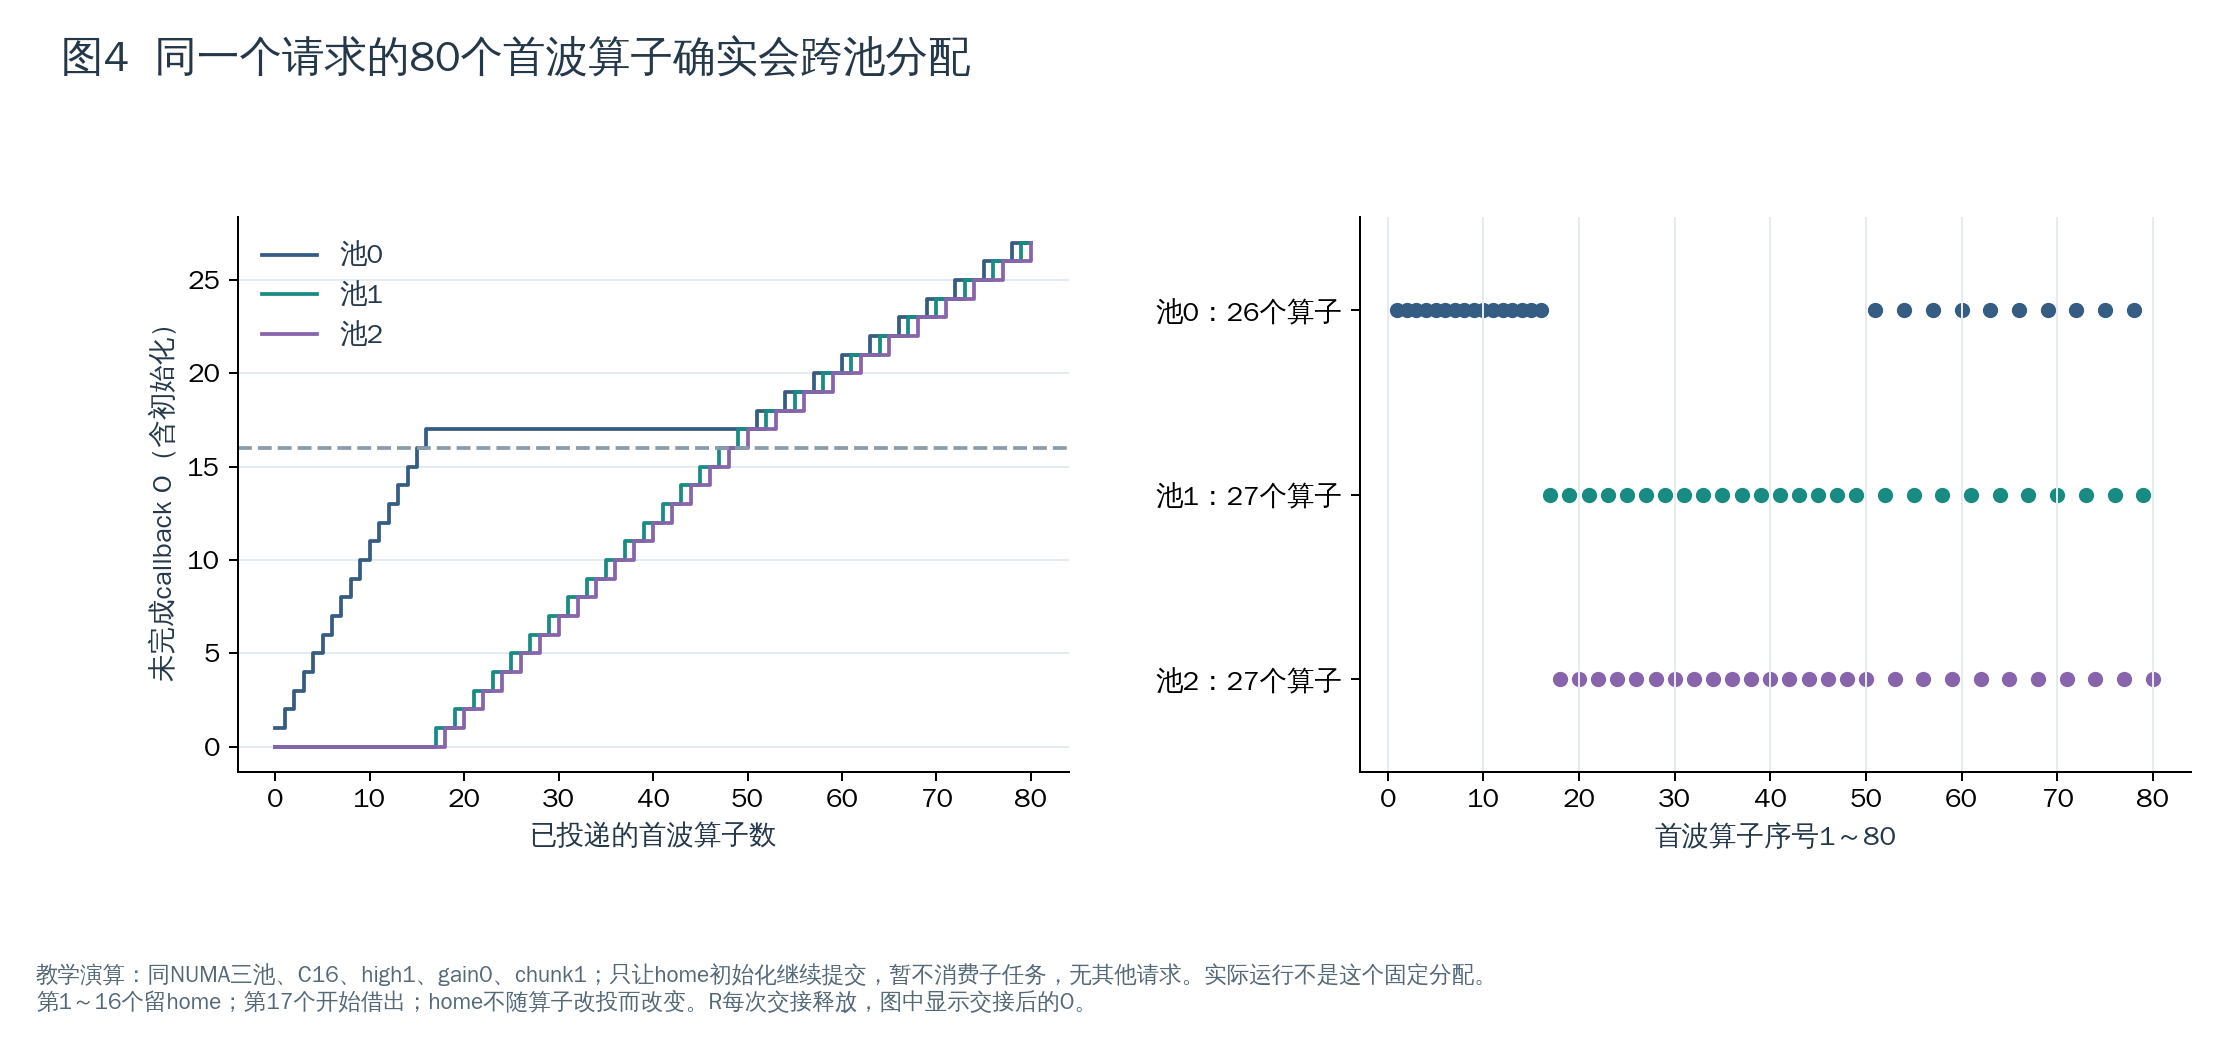 图4 同一个请求的80个首波算子确实会跨池分配
池0
池1
池2
未完成callback O（含初始化）
25
20
15
10
5
0
0 10 20 30 40 50 60 70 80
已投递的首波算子数
池0：26个算子
池1：27个算子
池2：27个算子
0 10 20 30 40 50 60 70 80
首波算子序号1～80
教学演算：同NUMA三池、C16、high1、gain0、chunk1；只让home初始化继续提交，暂不消费子任务，无其他请求。实际运行不是这个固定分配。
第1～16个留home；第17个开始借出；home不随算子改投而改变。R每次交接释放，图中显示交接后的O。